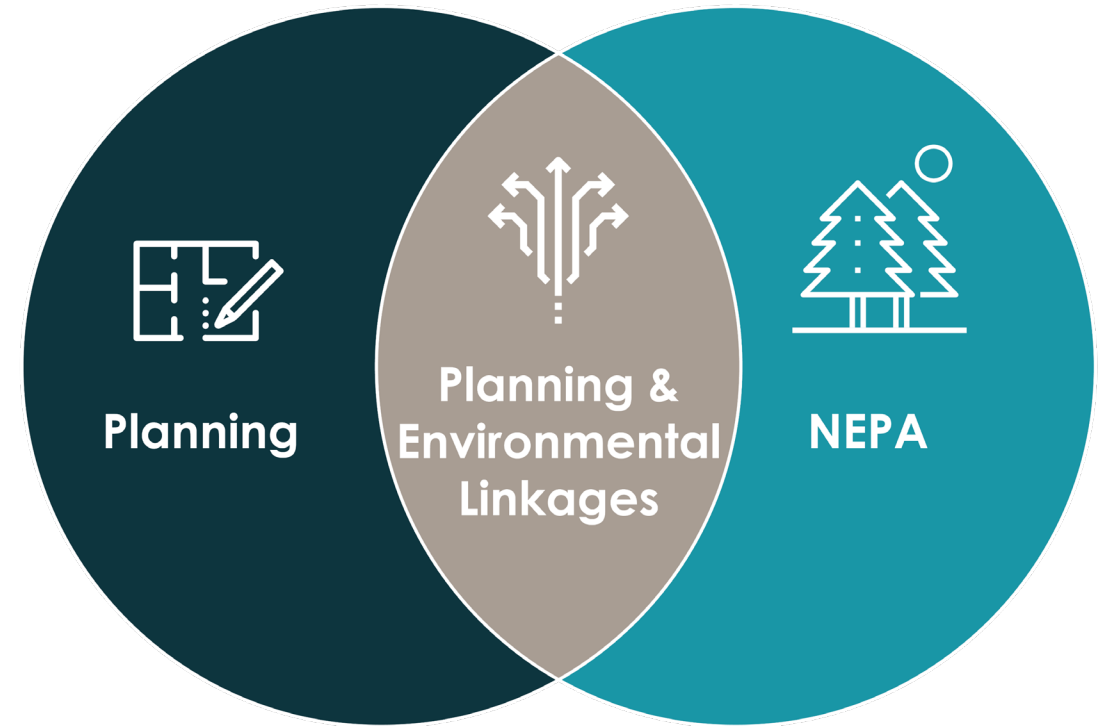 Planning
Planning &
Environmental
Linkages
NEPA